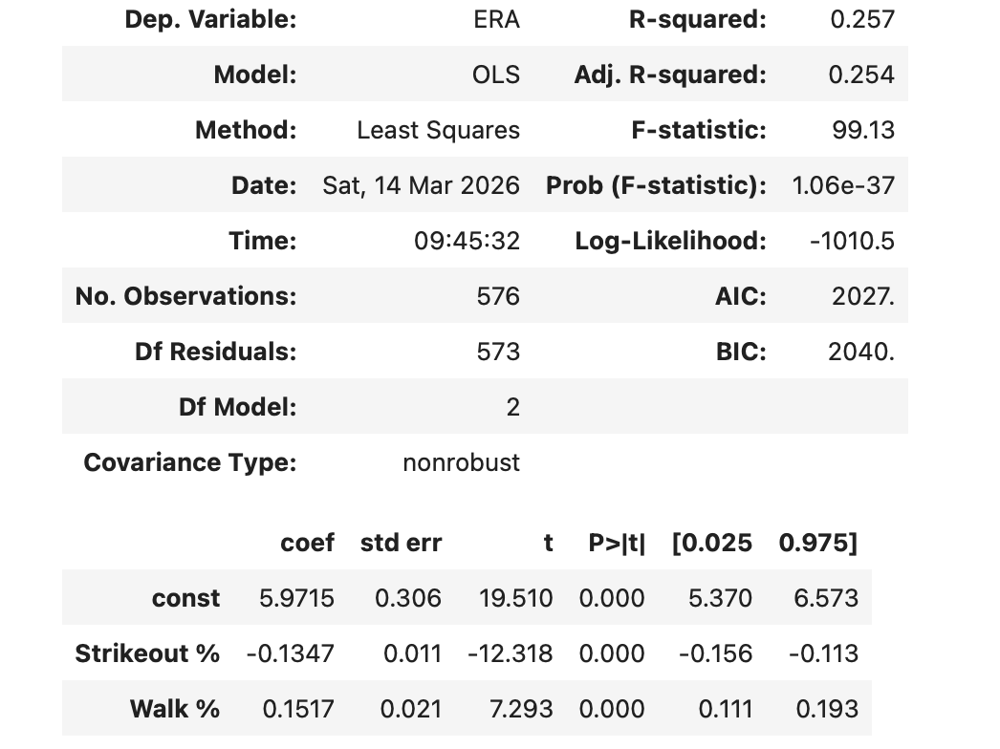 Dep. Variable: ERA R-squared: 0.257
Model: OLS Adj. R-squared: 0.254
Method: Least Squares F-statistic: 99.13
Date: Sat, 14 Mar 2026 Prob (F-statistic): 1.06e-37
Time: 09:45:32 Log-Likelihood: -1010.5
No. Observations: 576 AIC: 2027.
Df Residuals: 573 BIC: 2040.
Df Model: 2
Covariance Type: nonrobust
coef std err t P>|t| [0.025 0.975]
const 5.9715 0.306 19.510 0.000 5.370 6.573
Strikeout % -0.1347 0.011 -12.318 0.000 -0.156 -0.113
Walk % 0.1517 0.021 7.293 0.000 0.111 0.193